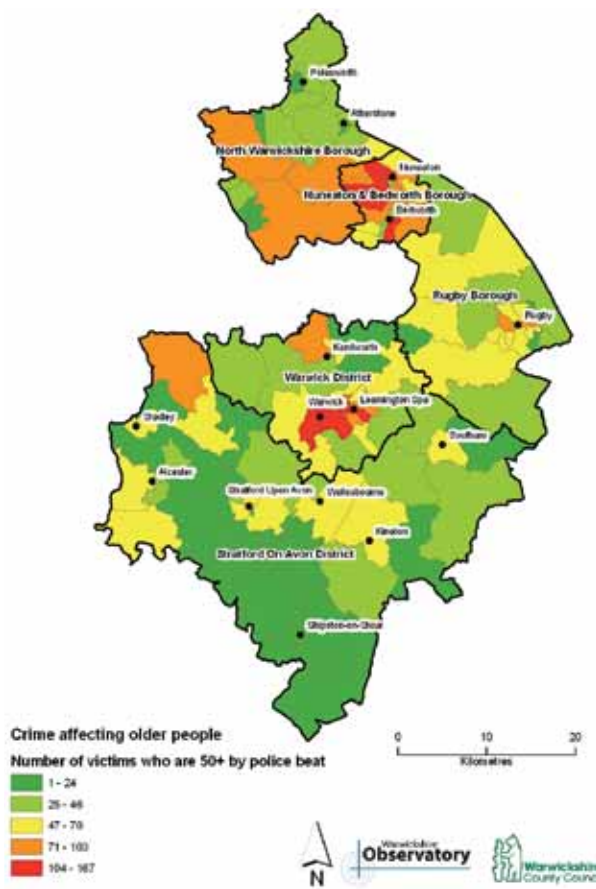 Polesworth
Atherstone
North Warwickshire Borough
Nuneaton
Nuneaton & Bedworth Borough
Bedworth
Rugby Borough
Rugby
Kenilworth
Warwick District
Warwick
Leamington Spa
Studley
Southam
Alcester
Stratford Upon Avon
Wellesbourne
Kineton
Stratford On Avon District
Shipston-on-Stour
Crime affecting older people
Number of victims who are 50+ by police beat
1 - 24
25 - 46
47 - 70
71 - 103
104 - 167
0 10 20
Kilometres
N
Warwickshire
Observatory
Warwickshire
County Council